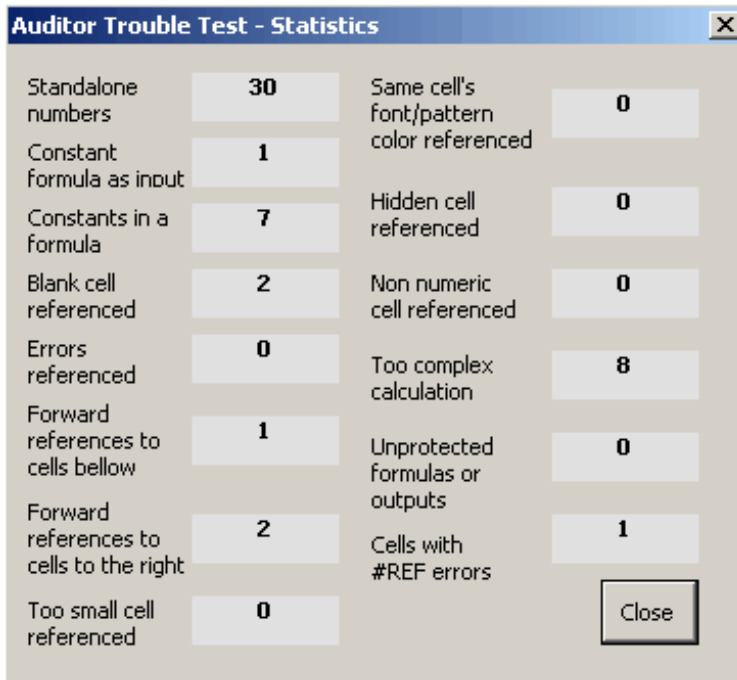 Auditor Trouble Test - Statistics
Standalone
numbers
30
Constant
formula as input
1
Constants in a
formula
7
Blank cell
referenced
2
Errors
referenced
0
Forward
references to
cells bellow
1
Forward
references to
cells to the right
2
Too small cell
referenced
0
Same cell's
font/pattern
color referenced
0
Hidden cell
referenced
0
Non numeric
cell referenced
0
Too complex
calculation
8
Unprotected
formulas or
outputs
0
Cells with
#REF errors
1
Close